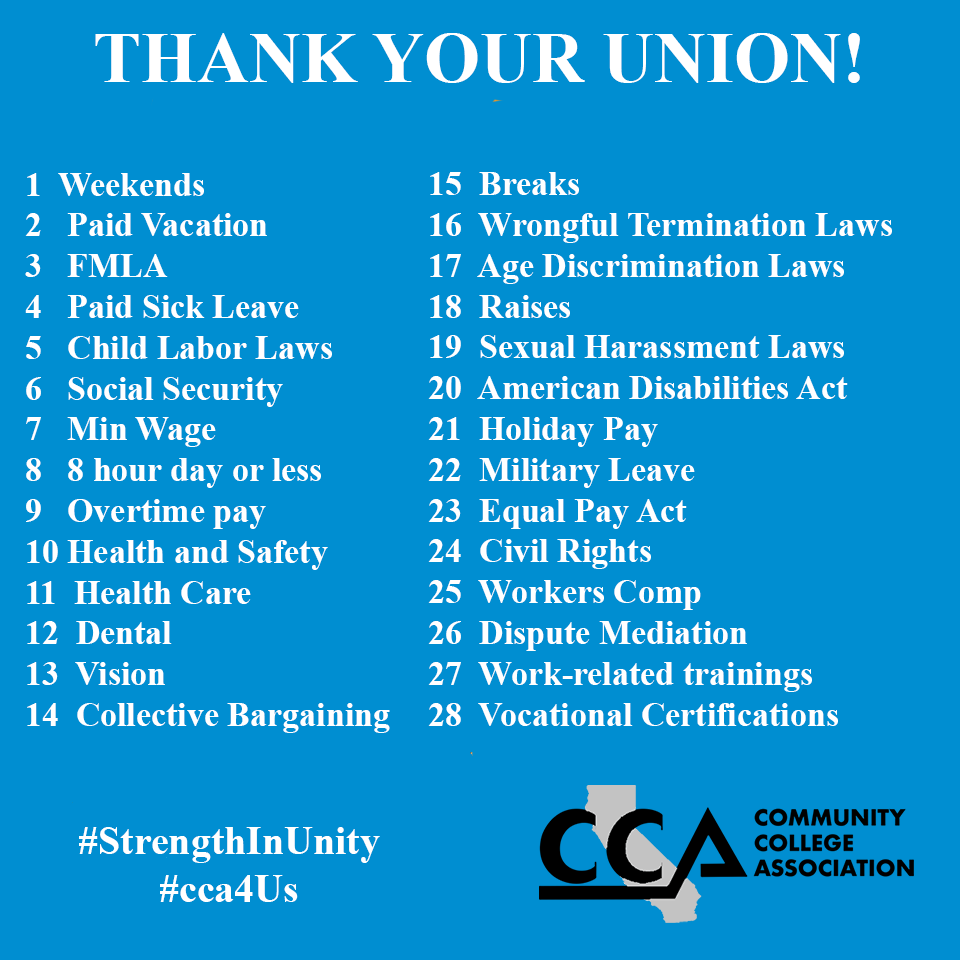 THANK YOUR UNION!
1 Weekends
2 Paid Vacation
3 FMLA
4 Paid Sick Leave
5 Child Labor Laws
6 Social Security
7 Min Wage
8 8 hour day or less
9 Overtime pay
10 Health and Safety
11 Health Care
12 Dental
13 Vision
14 Collective Bargaining
15 Breaks
16 Wrongful Termination Laws
17 Age Discrimination Laws
18 Raises
19 Sexual Harassment Laws
20 American Disabilities Act
21 Holiday Pay
22 Military Leave
23 Equal Pay Act
24 Civil Rights
25 Workers Comp
26 Dispute Mediation
27 Work-related trainings
28 Vocational Certifications
#StrengthInUnity
#cca4Us
CCA
COMMUNITY
COLLEGE
ASSOCIATION